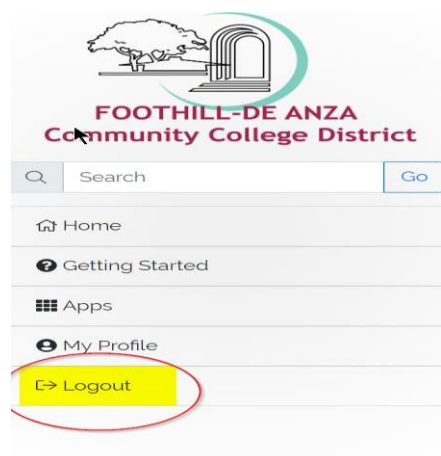 FOOTHILL-DE ANZA
Community College District
Search Go
Home
Getting Started
Apps
My Profile
Logout